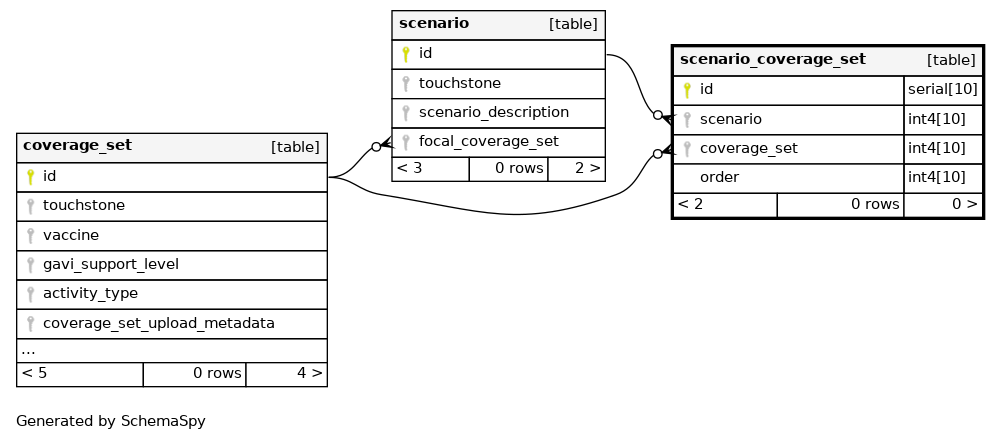 scenario [table]
id
touchstone
scenario_description
focal_coverage_set
< 3 0 rows 2 >
scenario_coverage_set [table]
id serial[10]
scenario int4[10]
coverage_set int4[10]
order int4[10]
< 2 0 rows 0 >
coverage_set [table]
id
touchstone
vaccine
gavi_support_level
activity_type
coverage_set_upload_metadata
...
< 5 0 rows 4 >
Generated by SchemaSpy